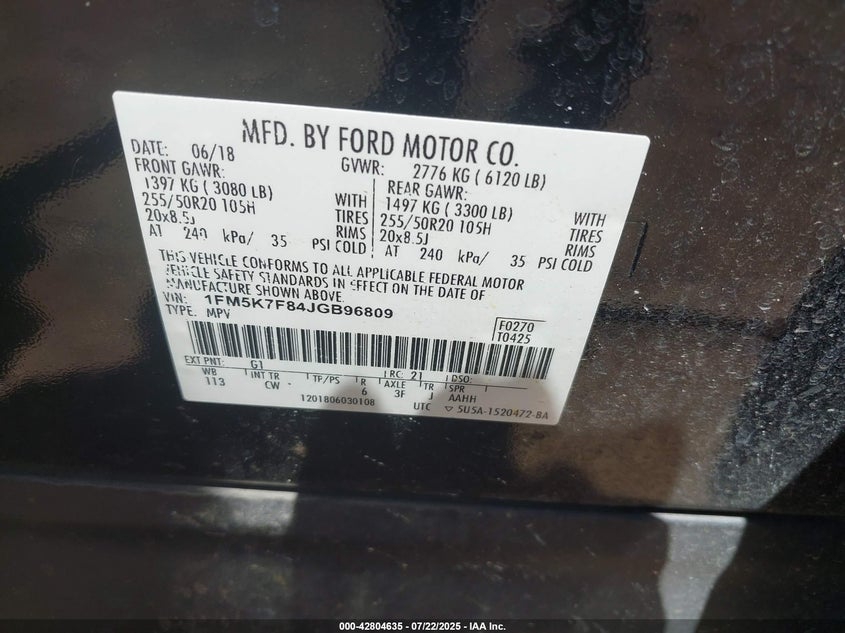 MFD. BY FORD MOTOR CO.
DATE: 06/18 GVWR: 2776 KG ( 6120 LB)
FRONT GAWR: REAR GAWR:
1397 KG ( 3080 LB) WITH 1497 KG ( 3300 LB) WITH
255/50R20 105H TIRES 255/50R20 105H TIRES
20x8.5J RIMS 20x8.5J RIMS
AT 240 kPa/ 35 PSI COLD AT 240 kPa/ 35 PSI COLD
THIS VEHICLE CONFORMS TO ALL APPLICABLE FEDERAL MOTOR
VEHICLE SAFETY STANDARDS IN EFFECT ON THE DATE OF
MANUFACTURE SHOWN ABOVE.
VIN: 1FM5K7F84JGB96809
TYPE: MPV
F0270
T0425
EXT PNT: G1 RC: 21 DSO:
WB INT TR TP/PS R AXLE TR SPR
113 CW - 6 3F J AAHH
1201806030108 UTC ▽ 5U5A-1520472-BA
000-42804635 - 07/22/2025 - IAA Inc.